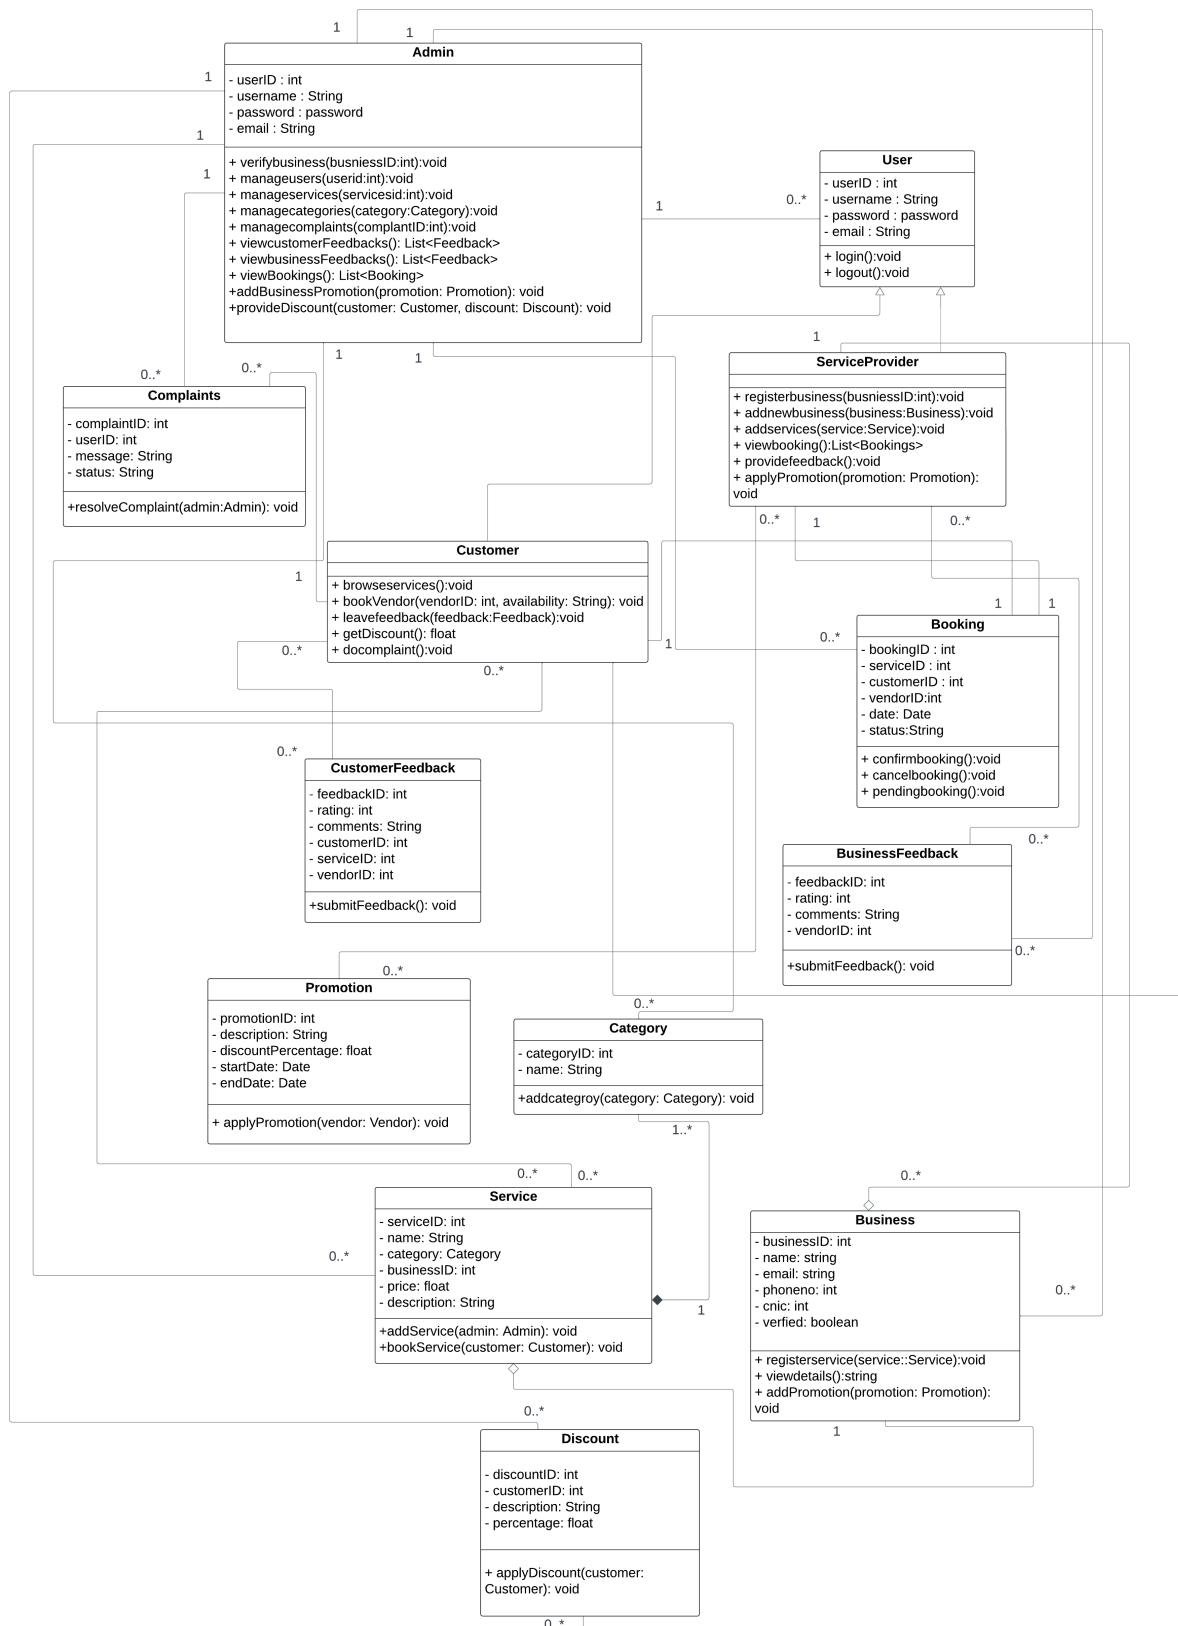 1
1
Admin
1
- userID : int
- username : String
- password : password
- email : String
1
+ verifybusiness(busniessID:int):void
+ manageusers(userid:int):void
+ manageservices(servicesid:int):void
+ managecategories(category:Category):void
+ managecomplaints(complantID:int):void
+ viewcustomerFeedbacks(): List<Feedback>
+ viewbusinessFeedbacks(): List<Feedback>
+ viewBookings(): List<Booking>
+addBusinessPromotion(promotion: Promotion): void
+provideDiscount(customer: Customer, discount: Discount): void
1
1
0..*
User
- userID : int
- username : String
- password : password
- email : String
+ login():void
+ logout():void
1
1
1
0..*
0..*
ServiceProvider
+ registerbusiness(busniessID:int):void
+ addnewbusiness(business:Business):void
+ addservices(service:Service):void
+ viewbooking():List<Bookings>
+ providefeedback():void
+ applyPromotion(promotion: Promotion):
void
0..*
1
0..*
Complaints
- complaintID: int
- userID: int
- message: String
- status: String
+resolveComplaint(admin:Admin): void
Customer
1
+ browseservices():void
+ bookVendor(vendorID: int, availability: String): void
+ leavefeedback(feedback:Feedback):void
+ getDiscount(): float
+ docomplaint():void
0..*
0..*
1
0..*
1
1
Booking
- bookingID : int
- serviceID : int
- customerID : int
- vendorID:int
- date: Date
- status:String
+ confirmbooking():void
+ cancelbooking():void
+ pendingbooking():void
0..*
CustomerFeedback
- feedbackID: int
- rating: int
- comments: String
- customerID: int
- serviceID: int
- vendorID: int
+submitFeedback(): void
0..*
BusinessFeedback
- feedbackID: int
- rating: int
- comments: String
- vendorID: int
+submitFeedback(): void
0..*
0..*
Promotion
- promotionID: int
- description: String
- discountPercentage: float
- startDate: Date
- endDate: Date
+ applyPromotion(vendor: Vendor): void
0..*
Category
- categoryID: int
- name: String
+addcategroy(category: Category): void
1..*
0..*
0..*
Service
- serviceID: int
- name: String
- category: Category
- businessID: int
- price: float
- description: String
+addService(admin: Admin): void
+bookService(customer: Customer): void
0..*
1
0..*
Business
- businessID: int
- name: string
- email: string
- phoneno: int
- cnic: int
- verfied: boolean
+ registerservice(service::Service):void
+ viewdetails():string
+ addPromotion(promotion: Promotion):
void
0..*
1
0..*
Discount
- discountID: int
- customerID: int
- description: String
- percentage: float
+ applyDiscount(customer:
Customer): void
0..*